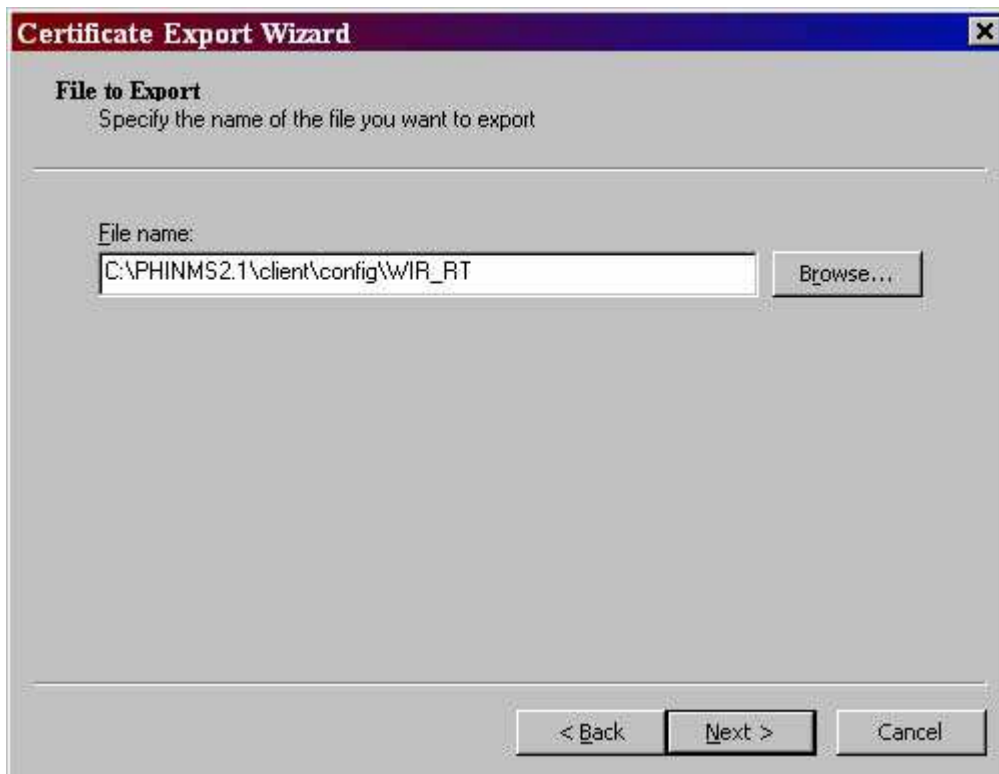 Certificate Export Wizard
File to Export
Specify the name of the file you want to export
File name:
C:\PHINMS2.1\client\config\WIR_RT
Browse...
< Back
Next >
Cancel